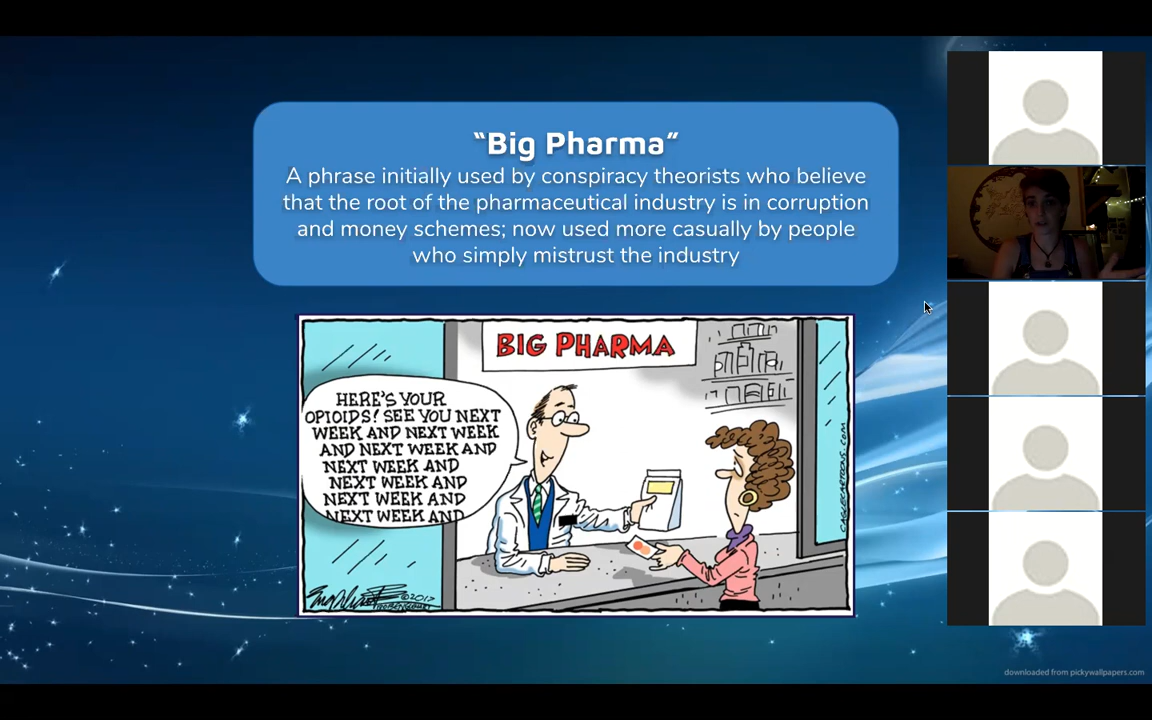 “Big Pharma”
A phrase initially used by conspiracy theorists who believe
that the root of the pharmaceutical industry is in corruption
and money schemes; now used more casually by people
who simply mistrust the industry
BIG PHARMA
HERE'S YOUR
OPIOIDS! SEE YOU NEXT
WEEK AND NEXT WEEK
AND NEXT WEEK AND
NEXT WEEK AND
NEXT WEEK AND
NEXT WEEK AND
NEXT WEEK AND
CAGLECARTOONS.COM
©2017
downloaded from pickywallpapers.com